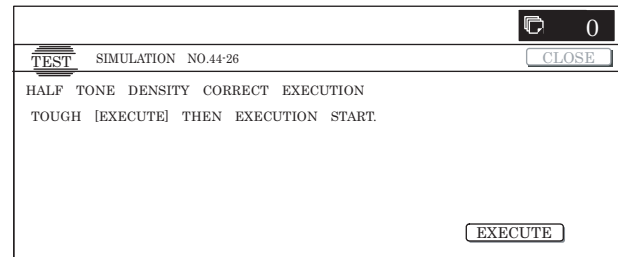 0
TEST SIMULATION NO.44-26 CLOSE
HALF TONE DENSITY CORRECT EXECUTION
TOUGH [EXECUTE] THEN EXECUTION START.
EXECUTE